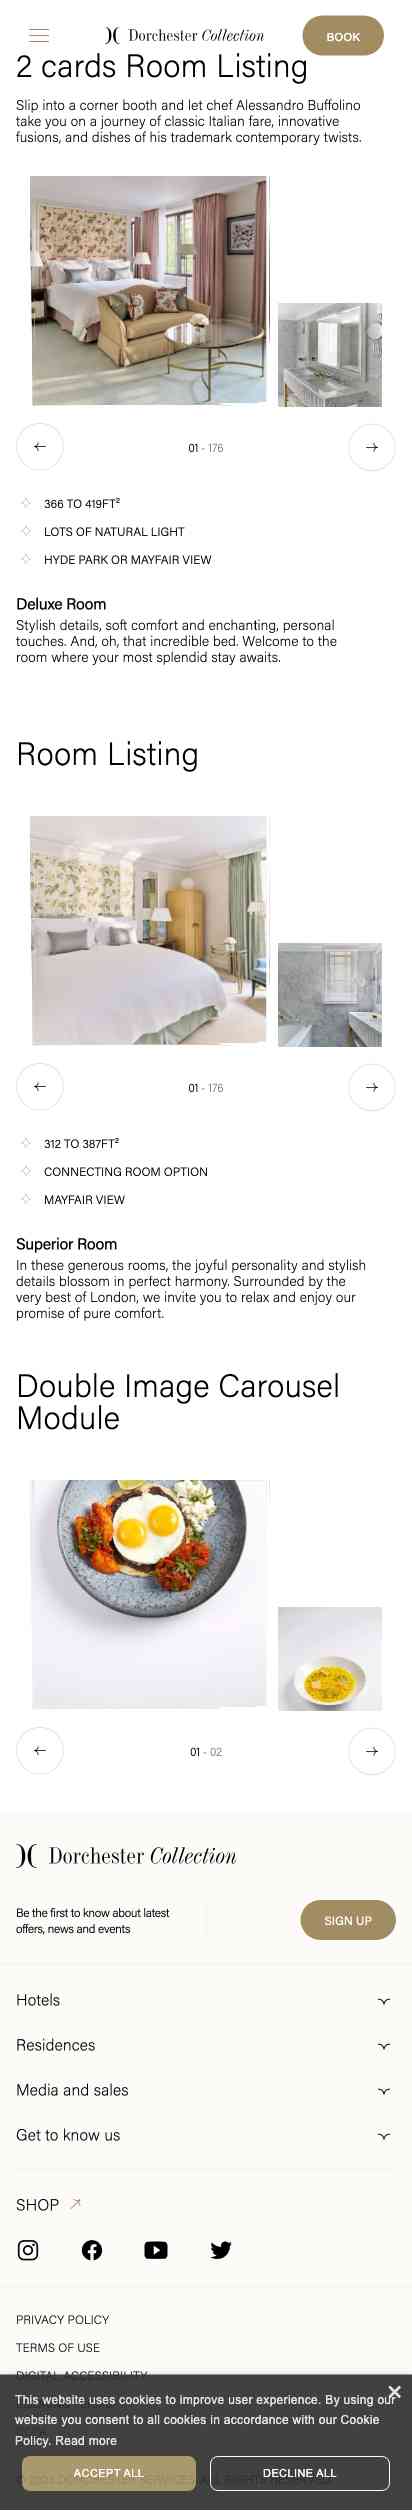 Dorchester Collection
BOOK
2 cards Room Listing
Slip into a corner booth and let chef Alessandro Buffolino
take you on a journey of classic Italian fare, innovative
fusions, and dishes of his trademark contemporary twists.
01 - 176
366 TO 419FT²
LOTS OF NATURAL LIGHT
HYDE PARK OR MAYFAIR VIEW
Deluxe Room
Stylish details, soft comfort and enchanting, personal
touches. And, oh, that incredible bed. Welcome to the
room where your most splendid stay awaits.
Room Listing
01 - 176
312 TO 387FT²
CONNECTING ROOM OPTION
MAYFAIR VIEW
Superior Room
In these generous rooms, the joyful personality and stylish
details blossom in perfect harmony. Surrounded by the
very best of London, we invite you to relax and enjoy our
promise of pure comfort.
Double Image Carousel
Module
01 - 02
Dorchester Collection
Be the first to know about latest
offers, news and events
SIGN UP
Hotels
Residences
Media and sales
Get to know us
SHOP
PRIVACY POLICY
TERMS OF USE
DIGITAL ACCESSIBILITY
This website uses cookies to improve user experience. By using our
website you consent to all cookies in accordance with our Cookie
Policy. Read more
ACCEPT ALL
DECLINE ALL